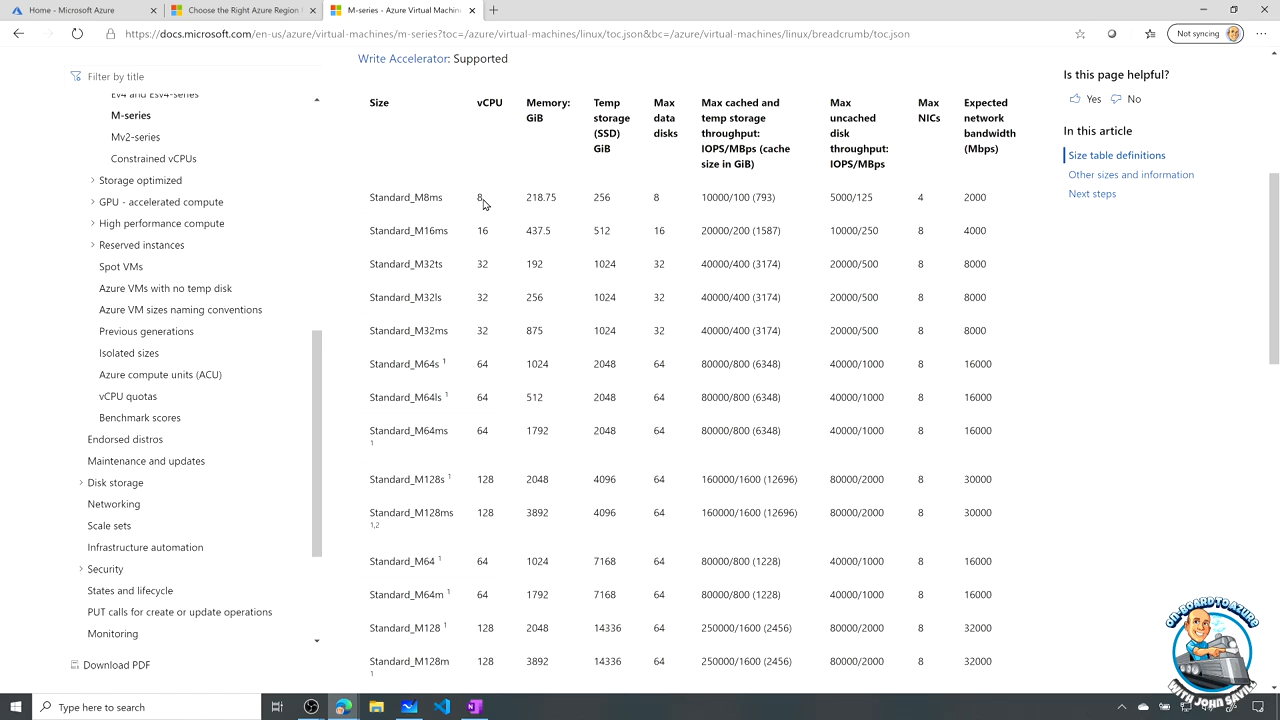 Home - Microsoft Azure
Choose the Right Azure Region f
M-series - Azure Virtual Machin
https://docs.microsoft.com/en-us/azure/virtual-machines/m-series?toc=/azure/virtual-machines/linux/toc.json&bc=/azure/virtual-machines/linux/breadcrumb/toc.json
Not syncing
Filter by title
Ev4 and Esv4-series
M-series
Mv2-series
Constrained vCPUs
Storage optimized
GPU - accelerated compute
High performance compute
Reserved instances
Spot VMs
Azure VMs with no temp disk
Azure VM sizes naming conventions
Previous generations
Isolated sizes
Azure compute units (ACU)
vCPU quotas
Benchmark scores
Endorsed distros
Maintenance and updates
Disk storage
Networking
Scale sets
Infrastructure automation
Security
States and lifecycle
PUT calls for create or update operations
Monitoring
Download PDF
Write Accelerator: Supported
Size vCPU Memory: GiB Temp storage (SSD) GiB Max data disks Max cached and temp storage throughput: IOPS/MBps (cache size in GiB) Max uncached disk throughput: IOPS/MBps Max NICs Expected network bandwidth (Mbps)
Standard_M8ms 8 218.75 256 8 10000/100 (793) 5000/125 4 2000
Standard_M16ms 16 437.5 512 16 20000/200 (1587) 10000/250 8 4000
Standard_M32ts 32 192 1024 32 40000/400 (3174) 20000/500 8 8000
Standard_M32ls 32 256 1024 32 40000/400 (3174) 20000/500 8 8000
Standard_M32ms 32 875 1024 32 40000/400 (3174) 20000/500 8 8000
Standard_M64s 1 64 1024 2048 64 80000/800 (6348) 40000/1000 8 16000
Standard_M64ls 1 64 512 2048 64 80000/800 (6348) 40000/1000 8 16000
Standard_M64ms 1 64 1792 2048 64 80000/800 (6348) 40000/1000 8 16000
Standard_M128s 1 128 2048 4096 64 160000/1600 (12696) 80000/2000 8 30000
Standard_M128ms 1,2 128 3892 4096 64 160000/1600 (12696) 80000/2000 8 30000
Standard_M64 1 64 1024 7168 64 80000/800 (1228) 40000/1000 8 16000
Standard_M64m 1 64 1792 7168 64 80000/800 (1228) 40000/1000 8 16000
Standard_M128 1 128 2048 14336 64 250000/1600 (2456) 80000/2000 8 32000
Standard_M128m 1 128 3892 14336 64 250000/1600 (2456) 80000/2000 8 32000
Is this page helpful?
Yes No
In this article
Size table definitions
Other sizes and information
Next steps
ON-BOARD TO AZURE
WITH JOHN SAVILL
Type here to search